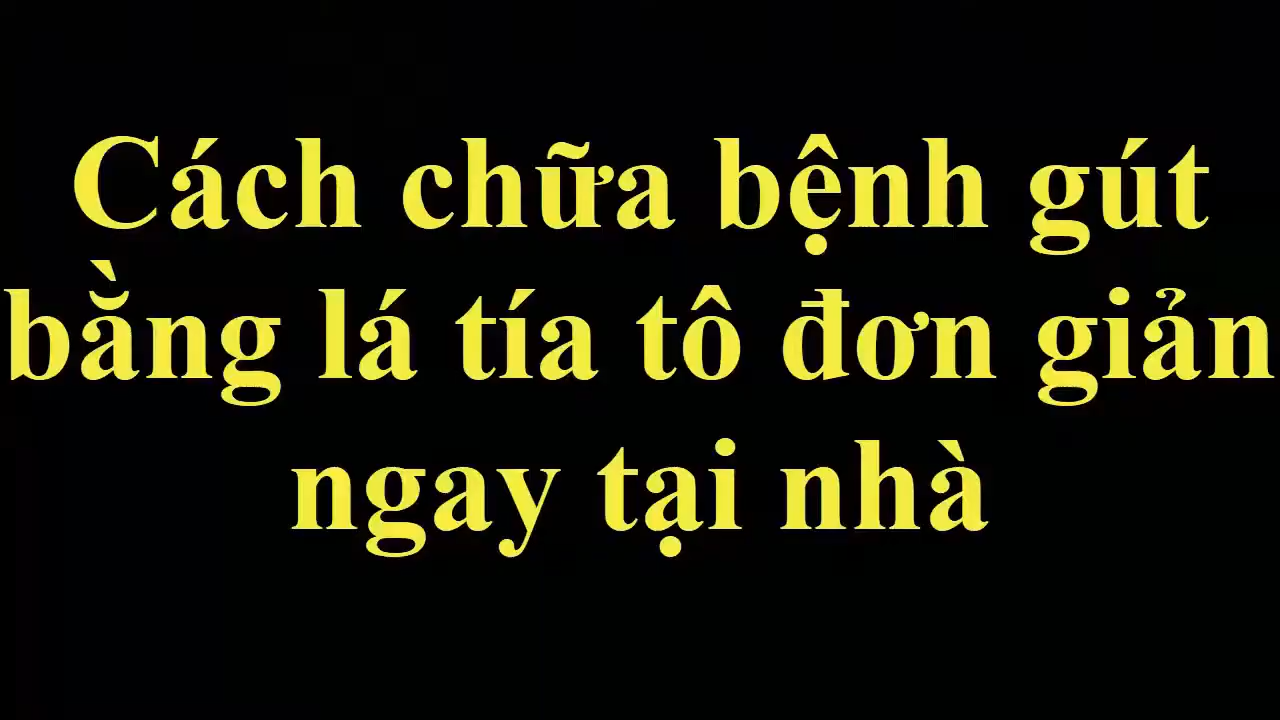 Cách chữa bệnh gút
bằng lá tía tô đơn giản
ngay tại nhà